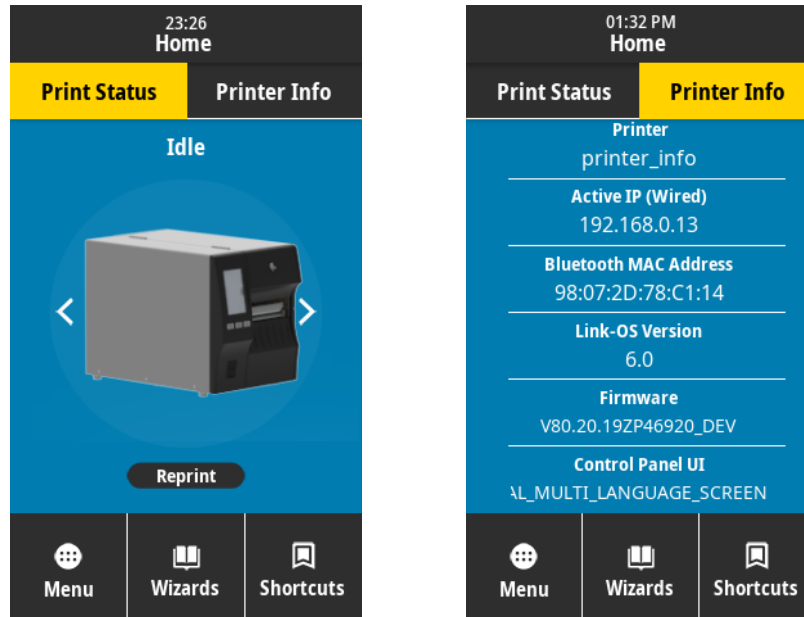 23:26
Home
Print Status
Printer Info
Idle
Reprint
Menu
Wizards
Shortcuts
01:32 PM
Home
Print Status
Printer Info
Printer
printer_info
Active IP (Wired)
192.168.0.13
Bluetooth MAC Address
98:07:2D:78:C1:14
Link-OS Version
6.0
Firmware
V80.20.19ZP46920_DEV
Control Panel UI
AL_MULTI_LANGUAGE_SCREEN
Menu
Wizards
Shortcuts